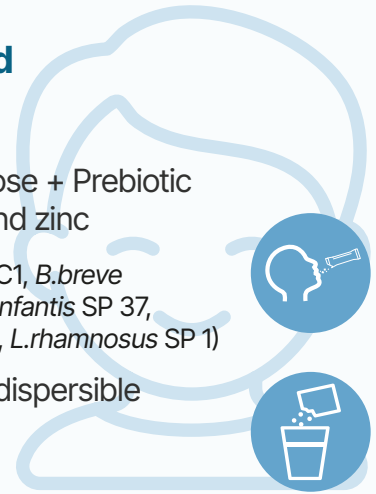 d
ose + Prebiotic
nd zinc
C1, B.breve
nfantis SP 37,
, L.rhamnosus SP 1)
dispersible